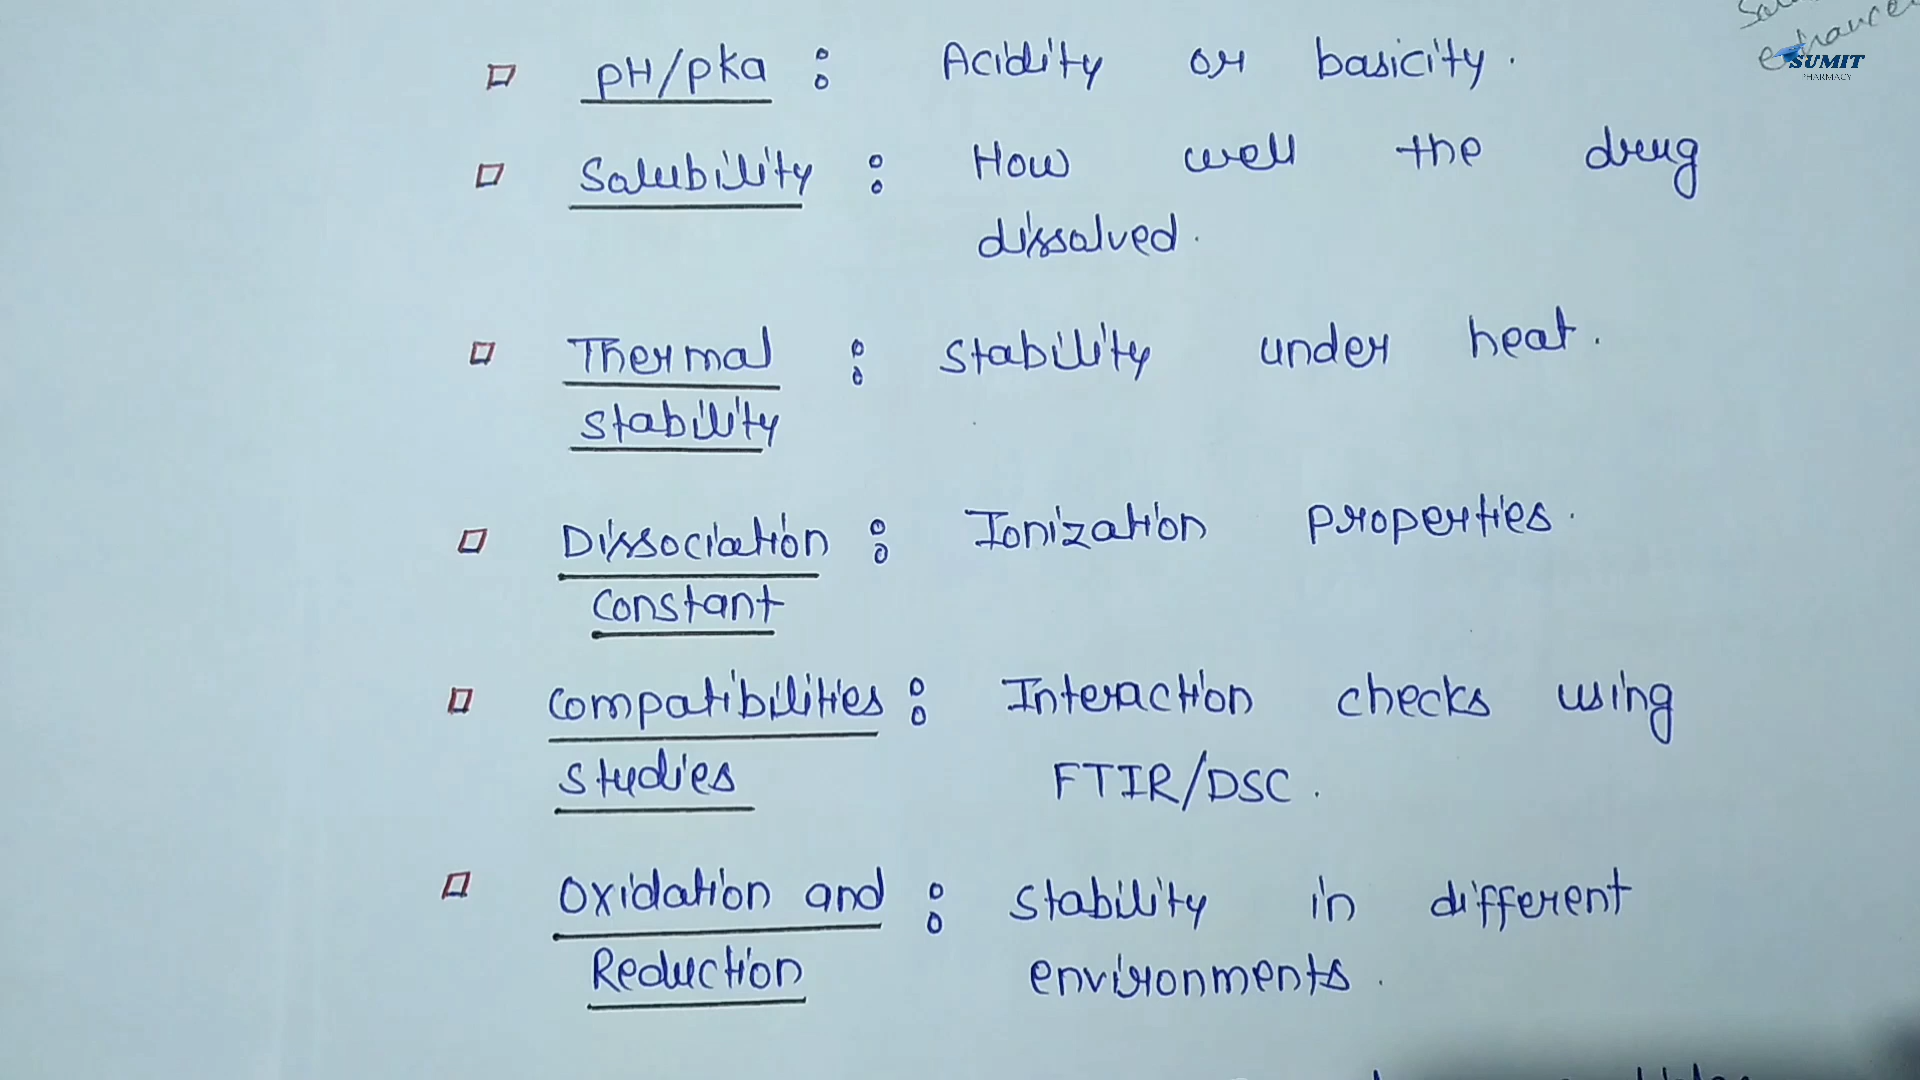 pH/pka : Acidity or basicity.
Solubility : How well the drug
dissolved.
Thermal : Stability under heat.
stability
Dissociation : Ionization properties.
Constant
Compatibilities : Interaction checks using
Studies FTIR/DSC.
Oxidation and : Stability in different
Reduction environments.
SUMIT
PHARMACY